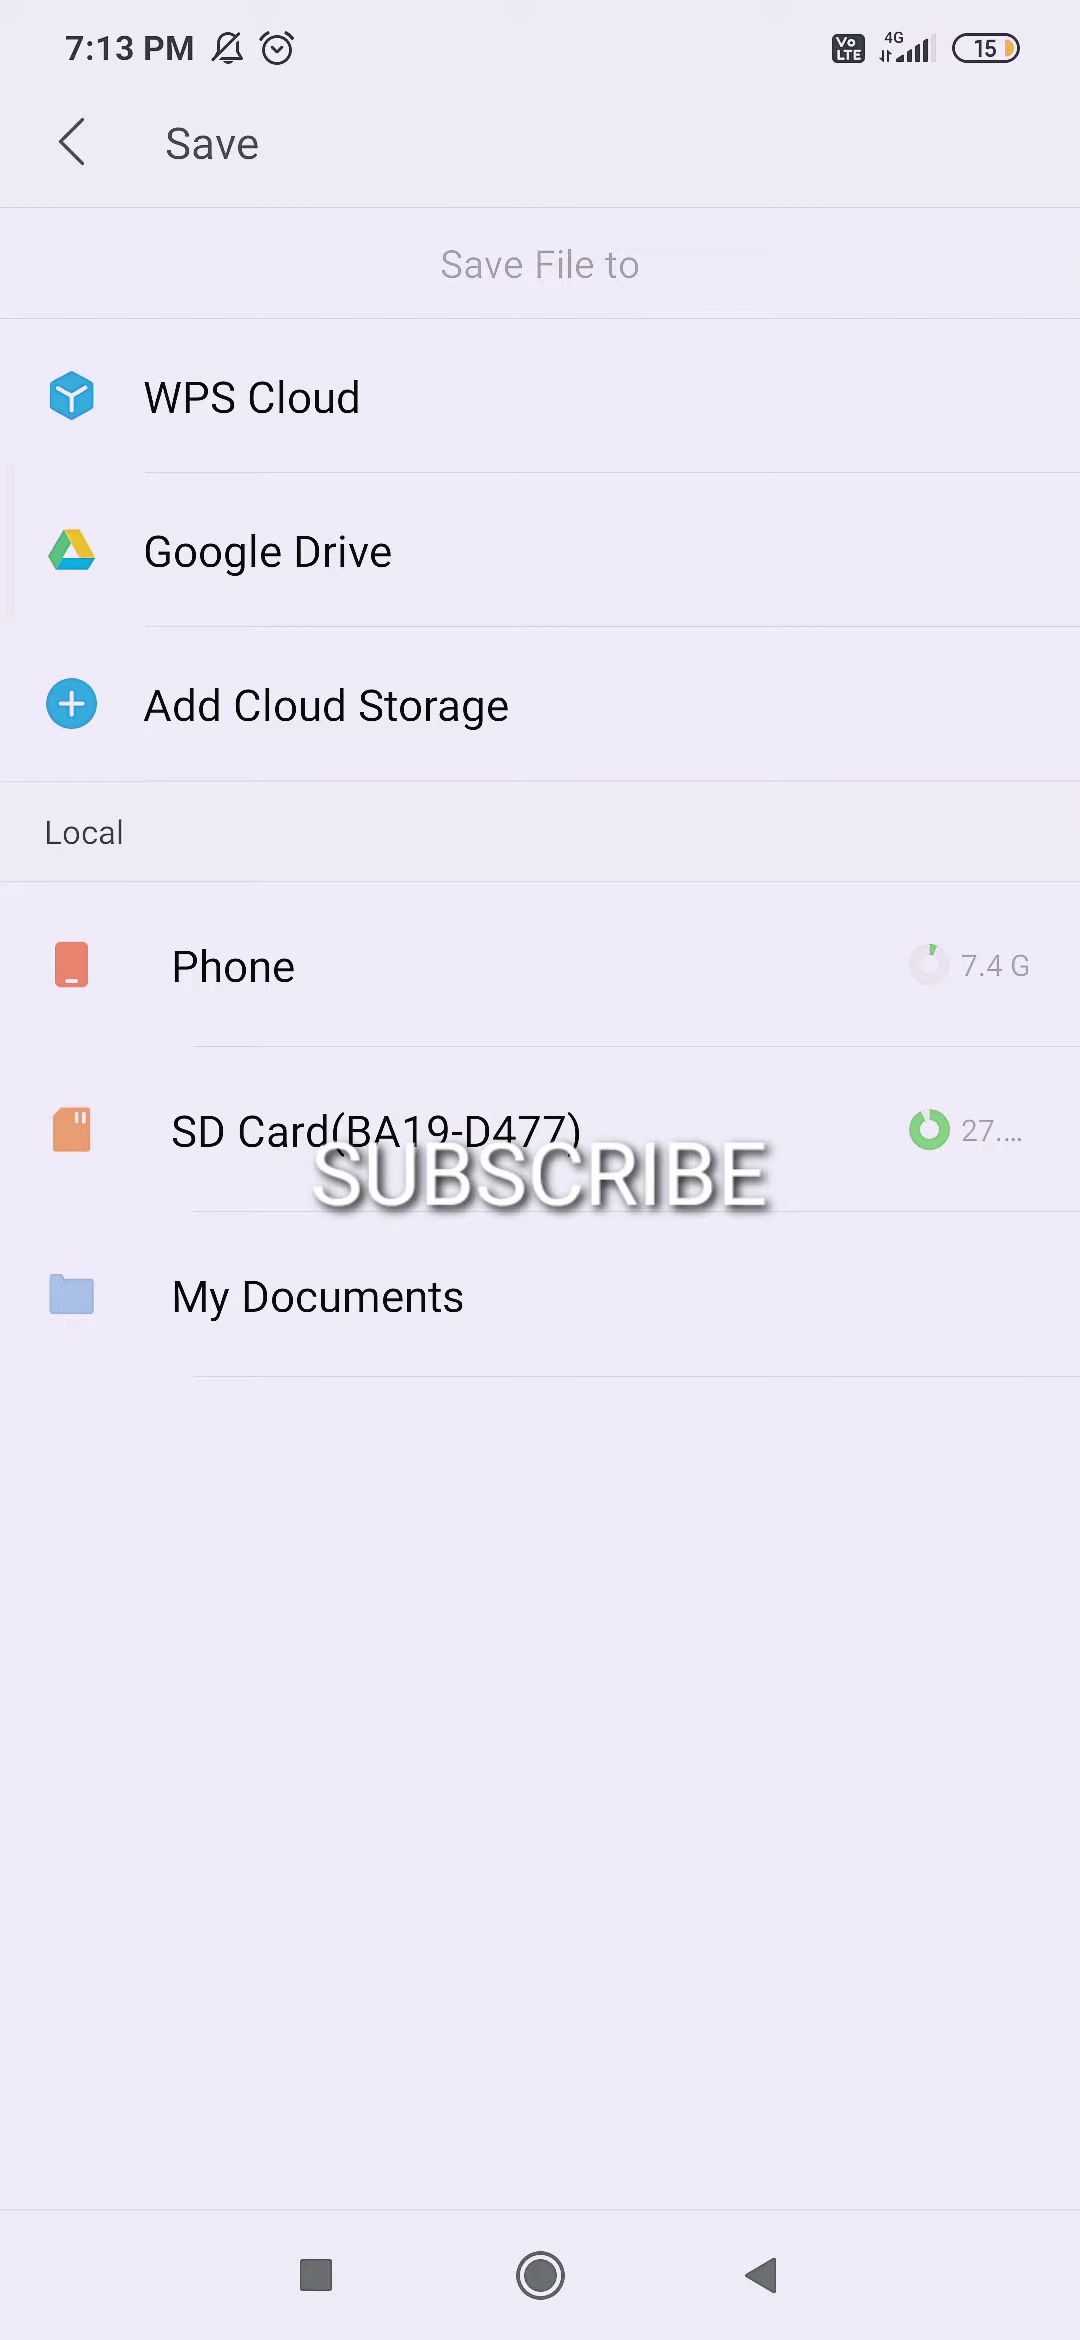 7:13 PM
Vo LTE 4G 15
Save
Save File to
WPS Cloud
Google Drive
Add Cloud Storage
Local
Phone 7.4 G
SD Card(BA19-D477) 27....
SUBSCRIBE
My Documents